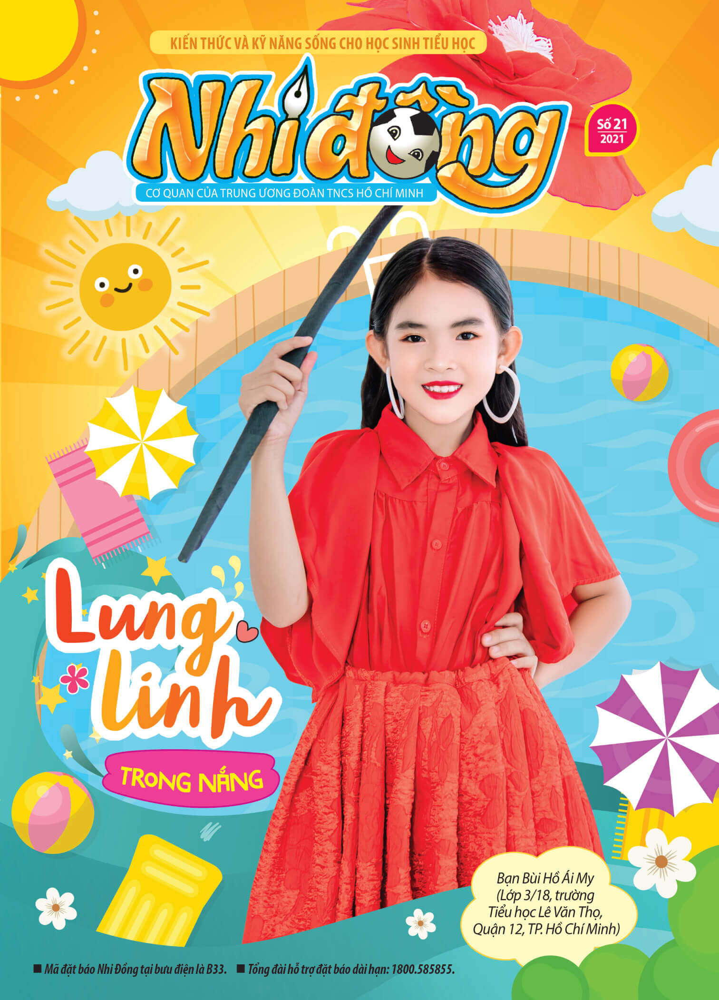 KIẾN THỨC VÀ KỸ NĂNG SỐNG CHO HỌC SINH TIỂU HỌC
Nhi đồng
Số 21
2021
CƠ QUAN CỦA TRUNG ƯƠNG ĐOÀN TNCS HỒ CHÍ MINH
Lung
linh
TRONG NẮNG
Bạn Bùi Hồ Ái My
(Lớp 3/18, trường
Tiểu học Lê Văn Thọ,
Quận 12, TP. Hồ Chí Minh)
■ Mã đặt báo Nhi Đồng tại bưu điện là B33. ■ Tổng đài hỗ trợ đặt báo dài hạn: 1800.585855.